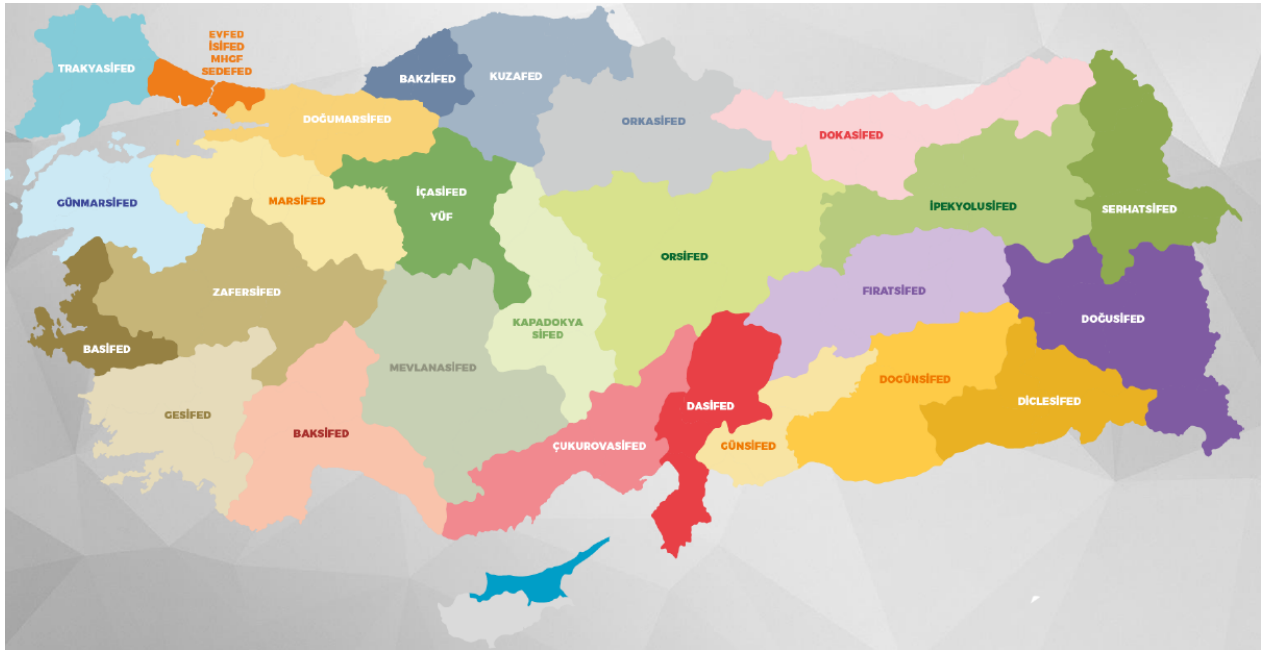 EVFED
İSİFED
MHGF
SEDEFED
TRAKYASİFED
BAKZİFED
KUZAFED
DOĞUMARSİFED
ORKASİFED
DOKASİFED
GÜNMARSİFED
MARSİFED
İÇASİFED
YÜF
İPEKYOLUSİFED
SERHATSİFED
ORSİFED
ZAFERSİFED
FIRATSİFED
DOĞUSİFED
KAPADOKYA
SİFED
BASİFED
MEVLANASİFED
DOGÜNSİFED
DİCLESİFED
DASİFED
GESİFED
BAKSİFED
ÇUKUROVASİFED
GÜNSİFED